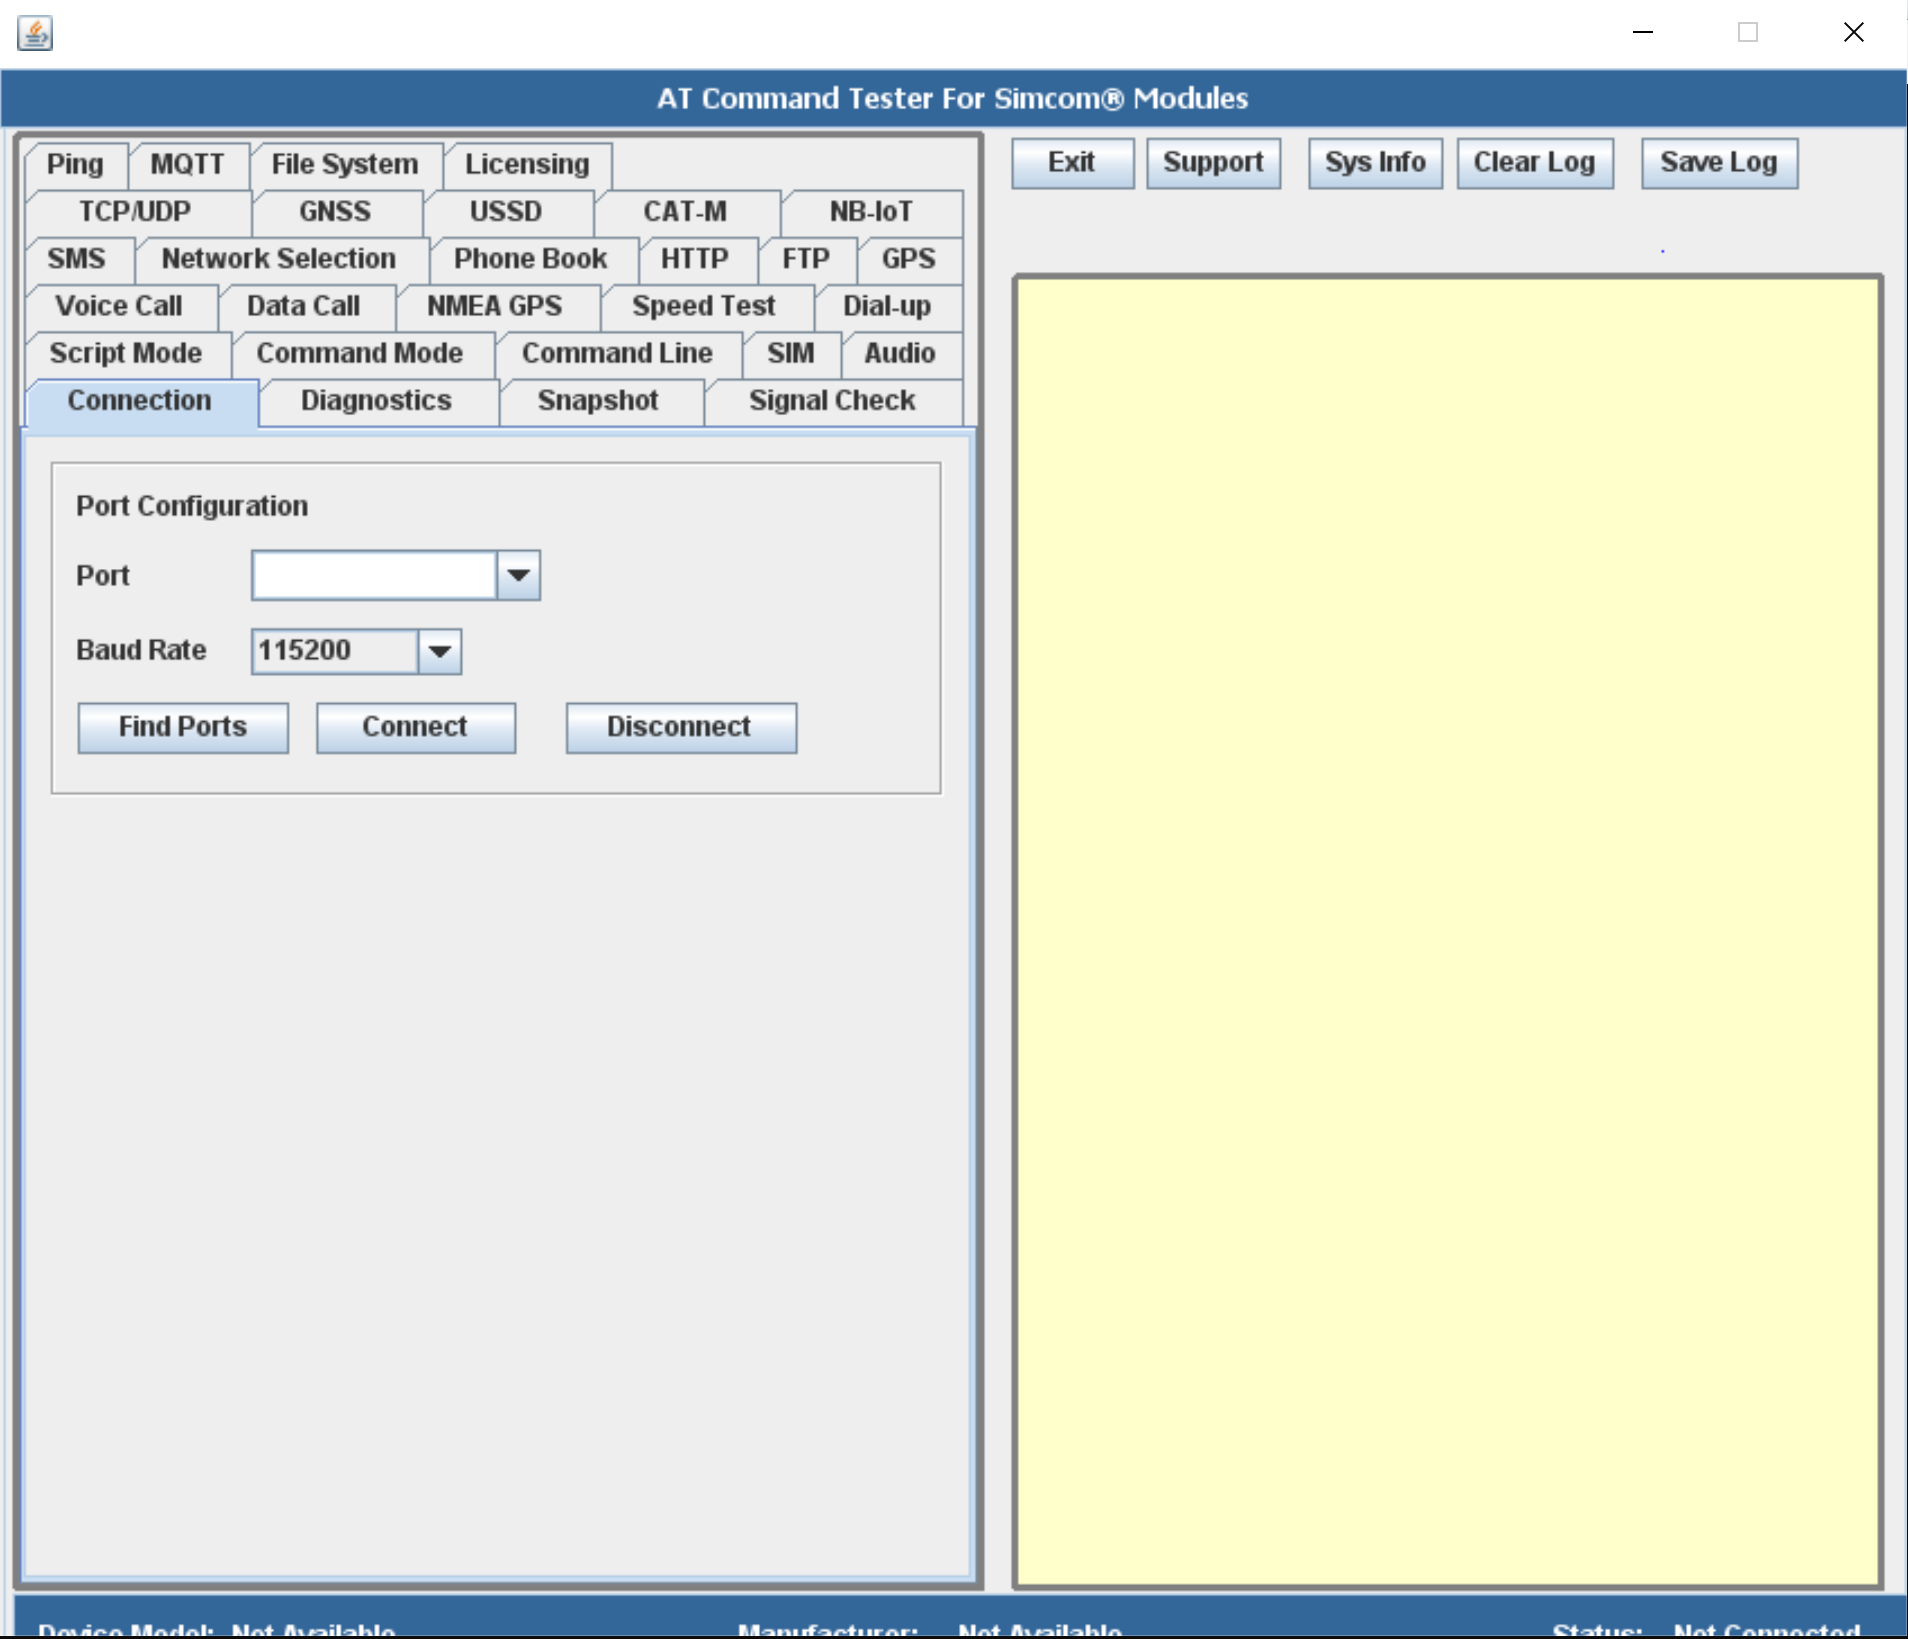 AT Command Tester For Simcom® Modules
Ping MQTT File System Licensing
TCP/UDP GNSS USSD CAT-M NB-IoT
SMS Network Selection Phone Book HTTP FTP GPS
Voice Call Data Call NMEA GPS Speed Test Dial-up
Script Mode Command Mode Command Line SIM Audio
Connection Diagnostics Snapshot Signal Check
Port Configuration
Port
Baud Rate 115200
Find Ports Connect Disconnect
Exit Support Sys Info Clear Log Save Log
Device Model: Not Available Manufacturer: Not Available Status: Not Connected